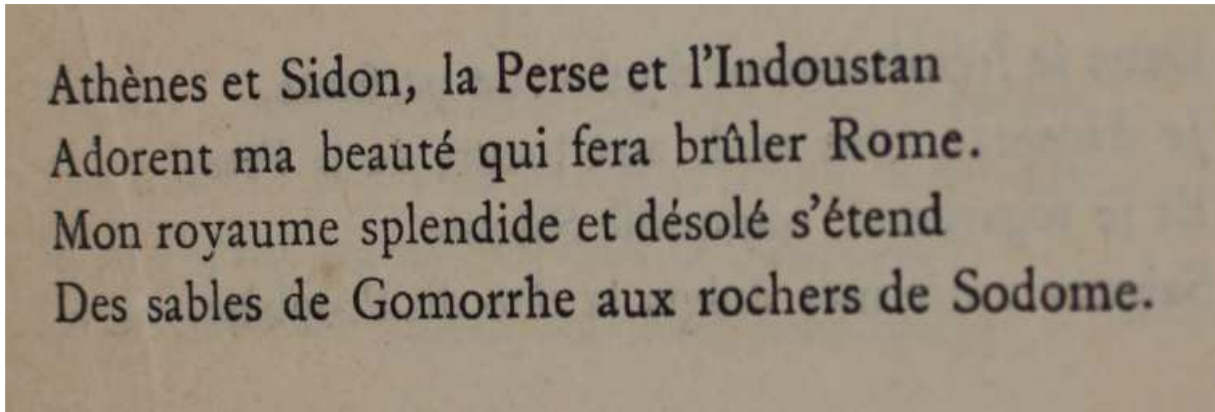 Athènes et Sidon, la Perse et l'Indoustan
Adorent ma beauté qui fera brûler Rome.
Mon royaume splendide et désolé s'étend
Des sables de Gomorrhe aux rochers de Sodome.